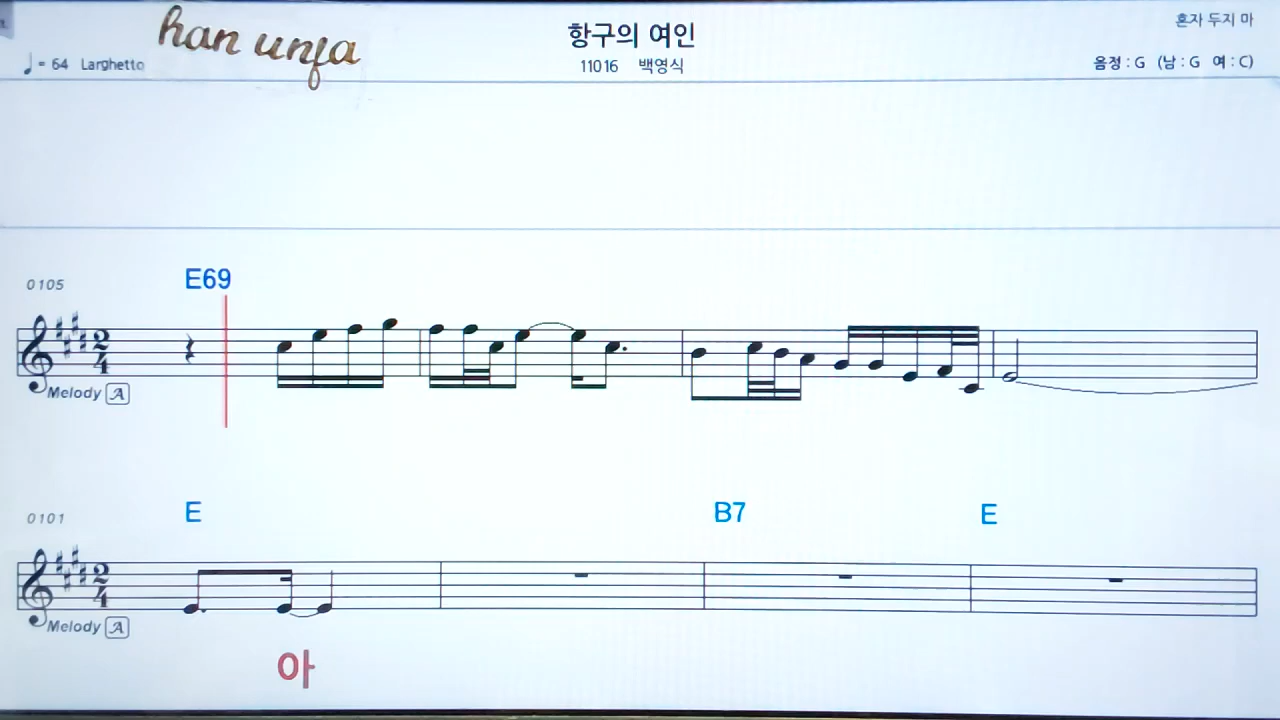 han unfa
항구의 여인
혼자 두지 마
♩= 64 Larghetto
11016 백영식
음정 : G (남 : G 여 : C)
E69
0105
2
4
Melody A
E B7 E
0101
2
4
Melody A
아